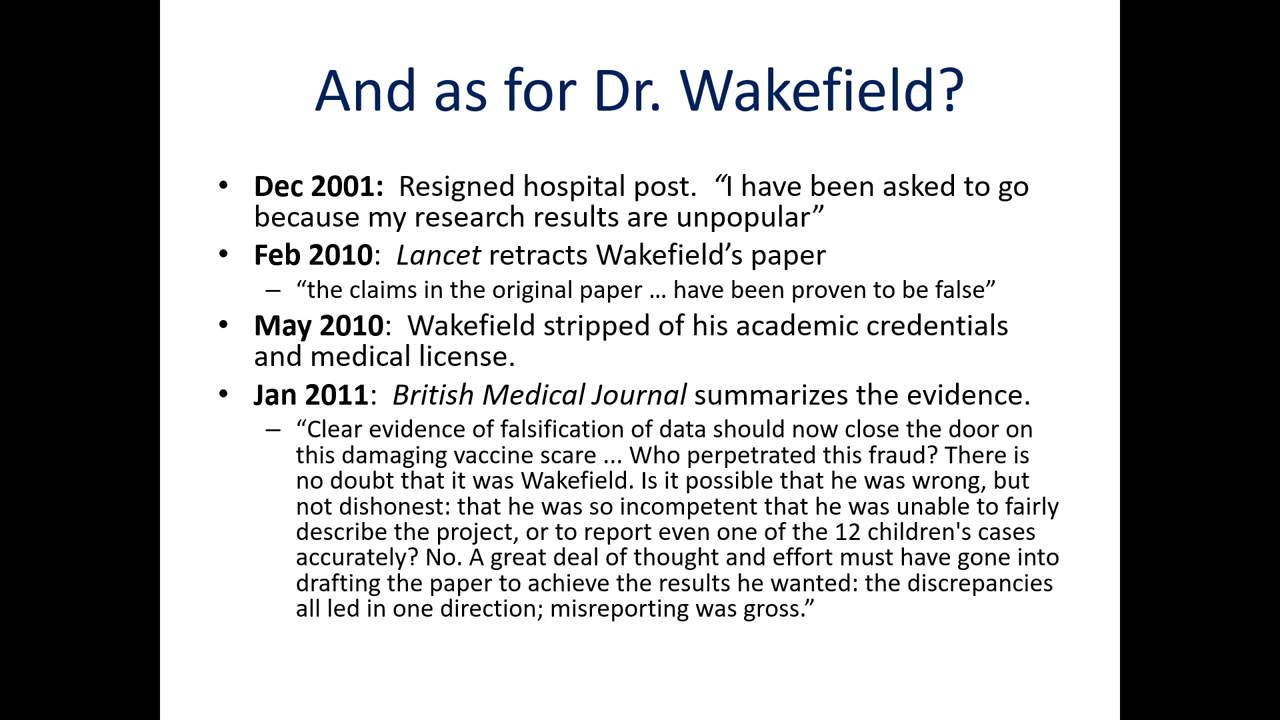 And as for Dr. Wakefield?
• Dec 2001:  Resigned hospital post.  “I have been asked to go
because my research results are unpopular”
• Feb 2010:  Lancet retracts Wakefield’s paper
– “the claims in the original paper … have been proven to be false”
• May 2010:  Wakefield stripped of his academic credentials
and medical license.
• Jan 2011:  British Medical Journal summarizes the evidence.
– “Clear evidence of falsification of data should now close the door on
this damaging vaccine scare ... Who perpetrated this fraud? There is
no doubt that it was Wakefield. Is it possible that he was wrong, but
not dishonest: that he was so incompetent that he was unable to fairly
describe the project, or to report even one of the 12 children's cases
accurately? No. A great deal of thought and effort must have gone into
drafting the paper to achieve the results he wanted: the discrepancies
all led in one direction; misreporting was gross.”